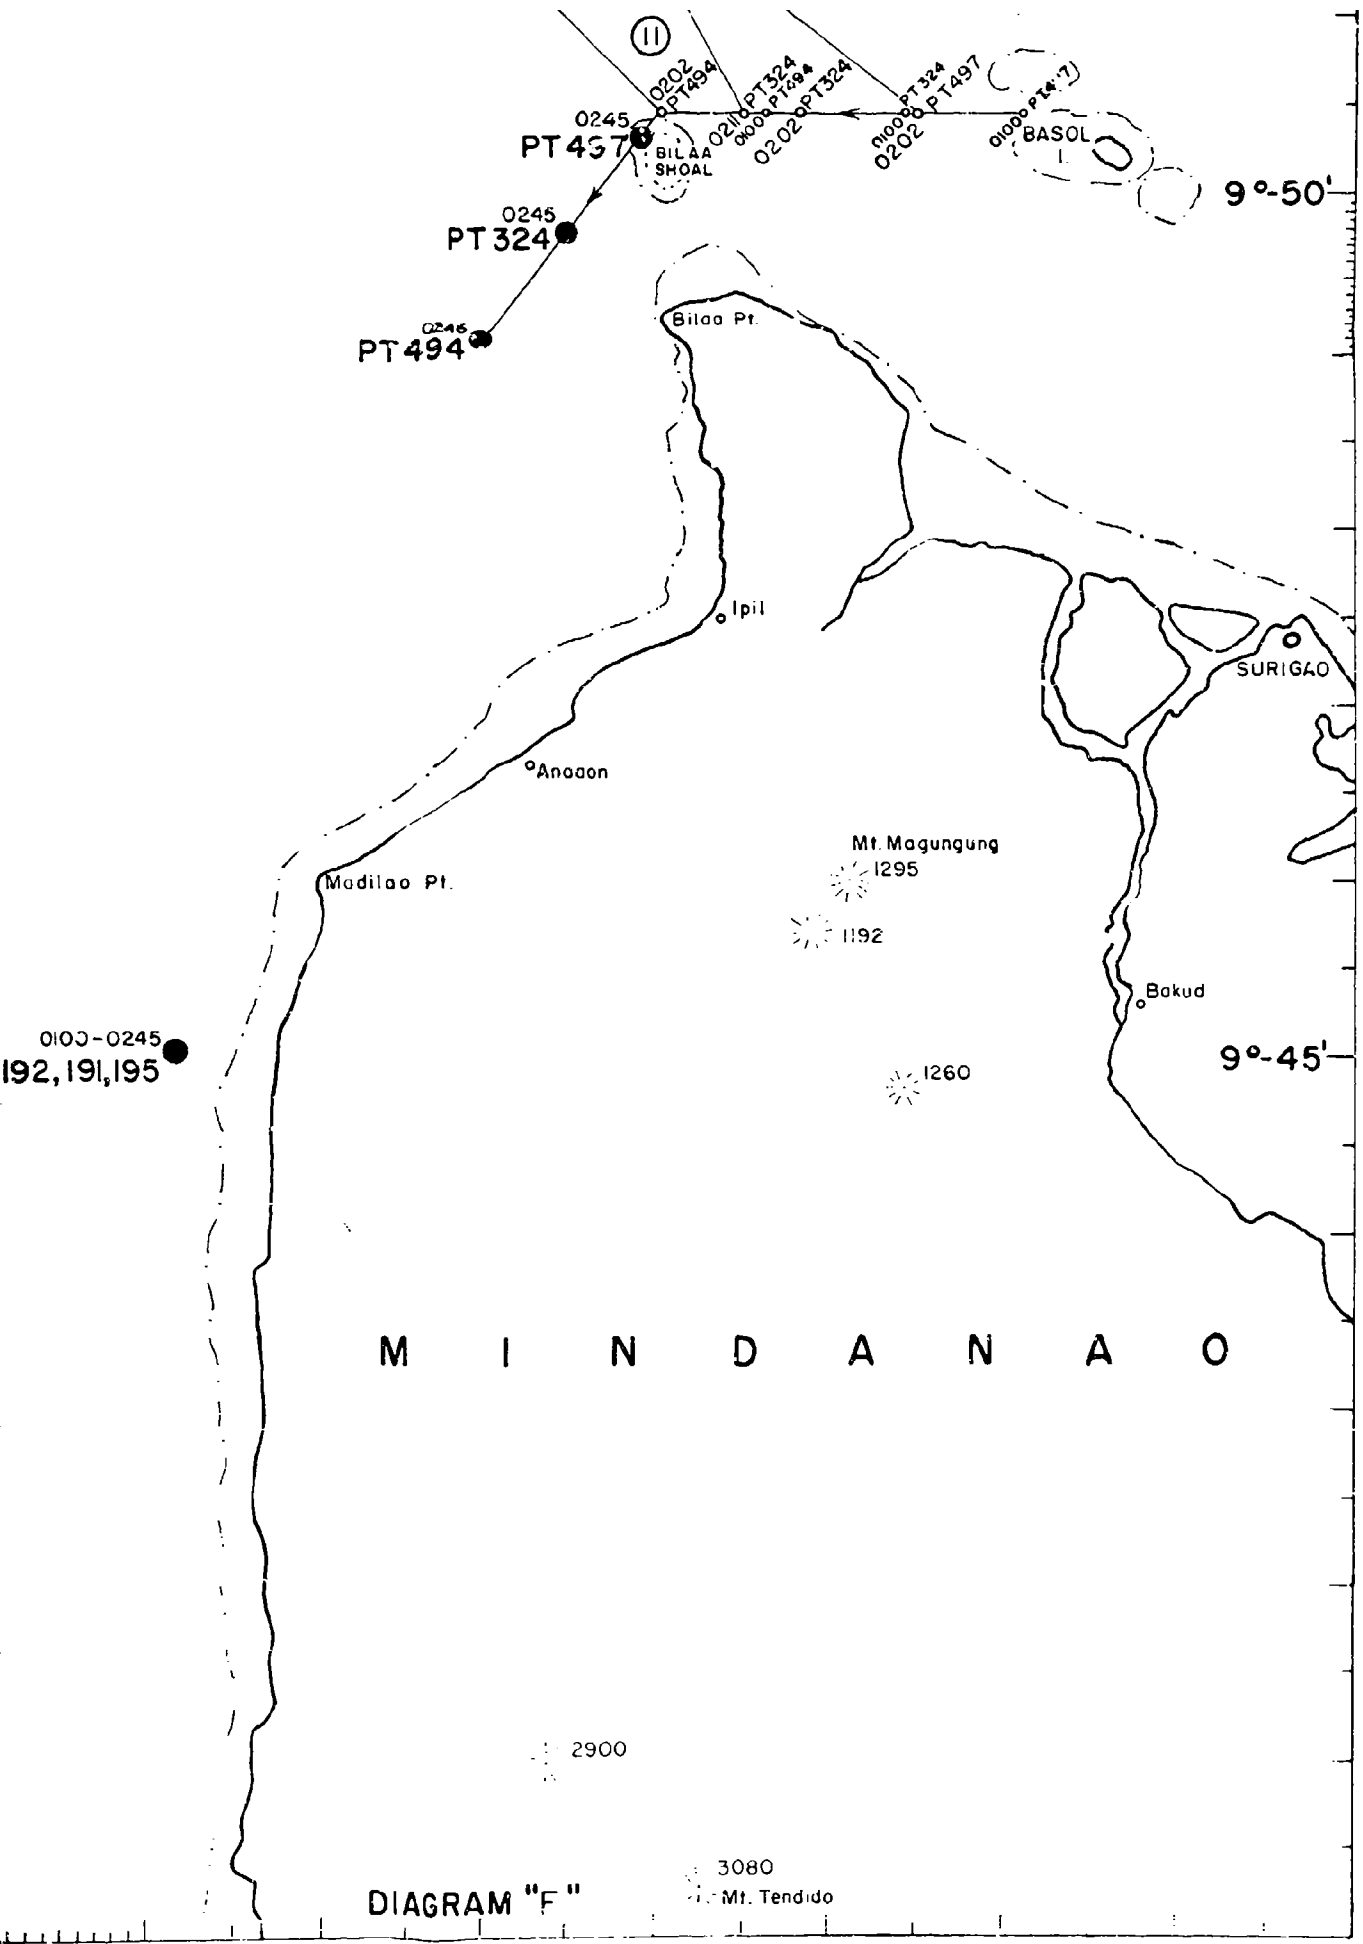 11
0202
PT494
PT324
0211
PT494
0100
PT324
0202
PT324
0100
PT497
0202
0100
BASOL
I.
0245
PT497
BILAA
SHOAL
9°-50'
0245
PT324
PT494
Bilaa Pt.
Ipil
SURIGAO
Anaaon
Mt. Magungung
1295
Madilao Pt.
1192
Bakud
0100-0245
192,191,195
9°-45'
1260
MINDANAO
2900
3080
Mt. Tendido
DIAGRAM "F"